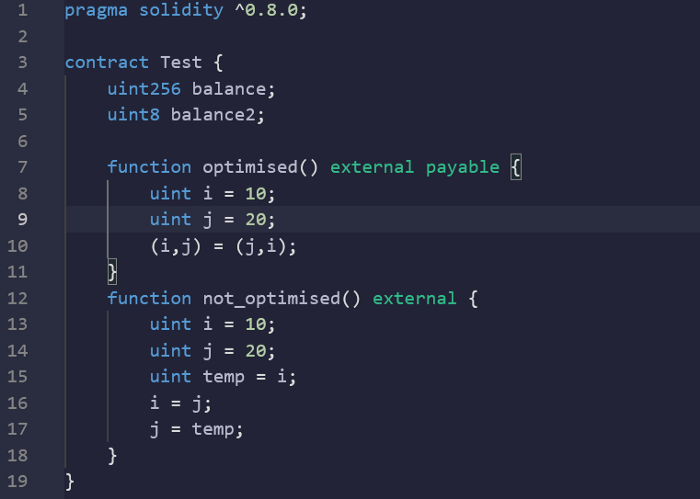 1 pragma solidity ^0.8.0;
2
3 contract Test {
4     uint256 balance;
5     uint8 balance2;
6
7     function optimised() external payable {
8         uint i = 10;
9         uint j = 20;
10         (i,j) = (j,i);
11     }
12     function not_optimised() external {
13         uint i = 10;
14         uint j = 20;
15         uint temp = i;
16         i = j;
17         j = temp;
18     }
19 }